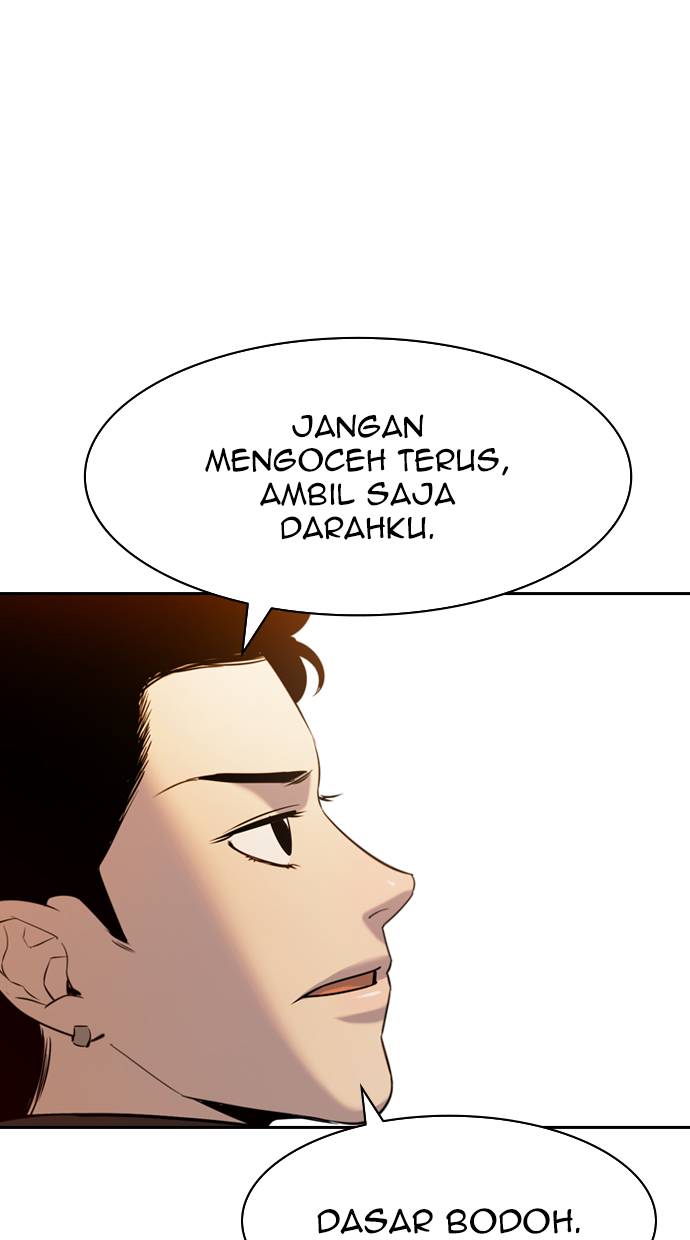 JANGAN
MENGOCEH TERUS,
AMBIL SAJA
DARAHKU.
DASAR BODOH.